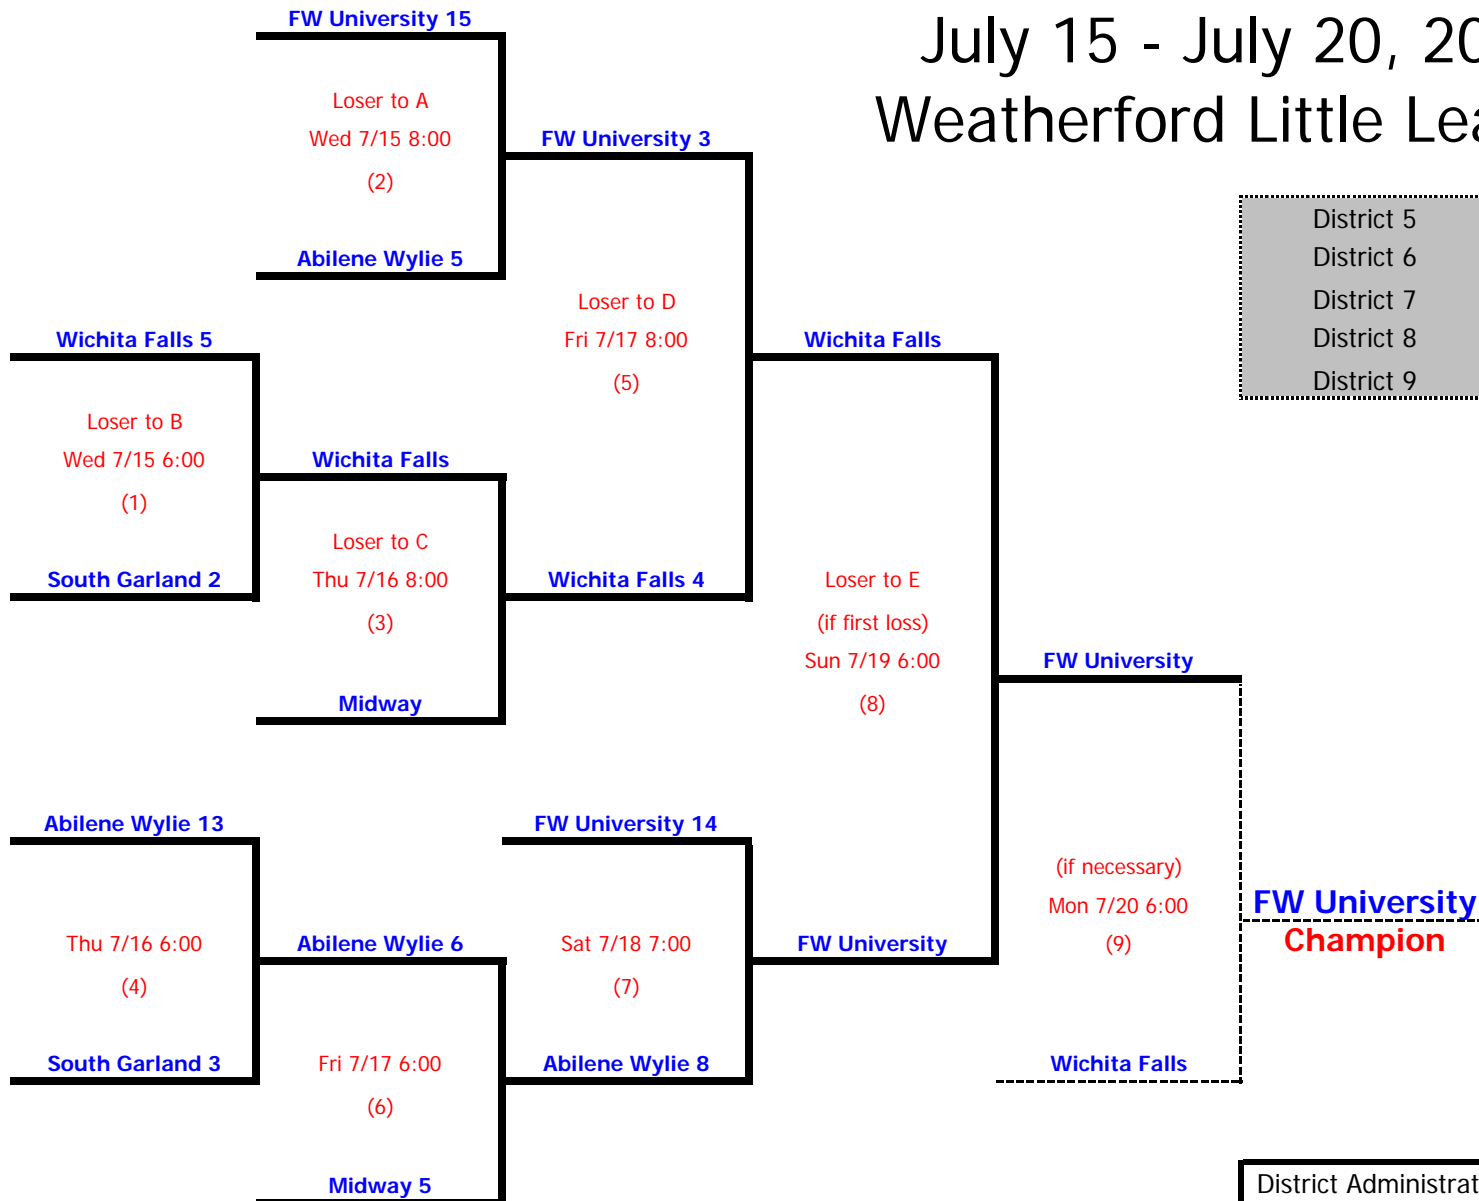 FW University 15
July 15 - July 20, 20
Weatherford Little Lea
Loser to A
Wed 7/15 8:00
(2)
FW University 3
Abilene Wylie 5
District 5
District 6
District 7
District 8
District 9
Loser to D
Fri 7/17 8:00
(5)
Wichita Falls 5
Wichita Falls
Loser to B
Wed 7/15 6:00
(1)
Wichita Falls
South Garland 2
Loser to C
Thu 7/16 8:00
(3)
Wichita Falls 4
Midway
Loser to E
(if first loss)
Sun 7/19 6:00
(8)
FW University
Abilene Wylie 13
FW University 14
Thu 7/16 6:00
(4)
Abilene Wylie 6
Sat 7/18 7:00
(7)
FW University
(if necessary)
Mon 7/20 6:00
(9)
FW University
Champion
South Garland 3
Fri 7/17 6:00
(6)
Abilene Wylie 8
Wichita Falls
Midway 5
District Administrat